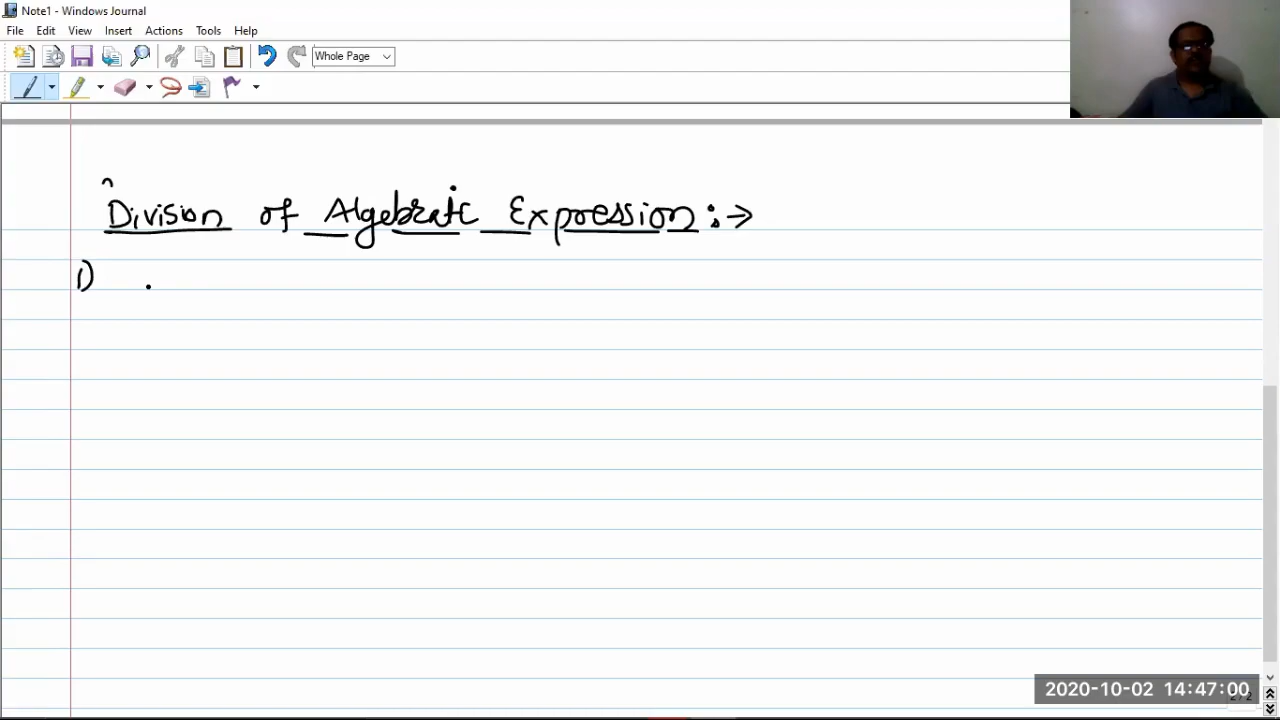 Note1 - Windows Journal
File Edit View Insert Actions Tools Help
Whole Page
Division of Algebraic Expression :→
1) .
2020-10-02 14:47:00